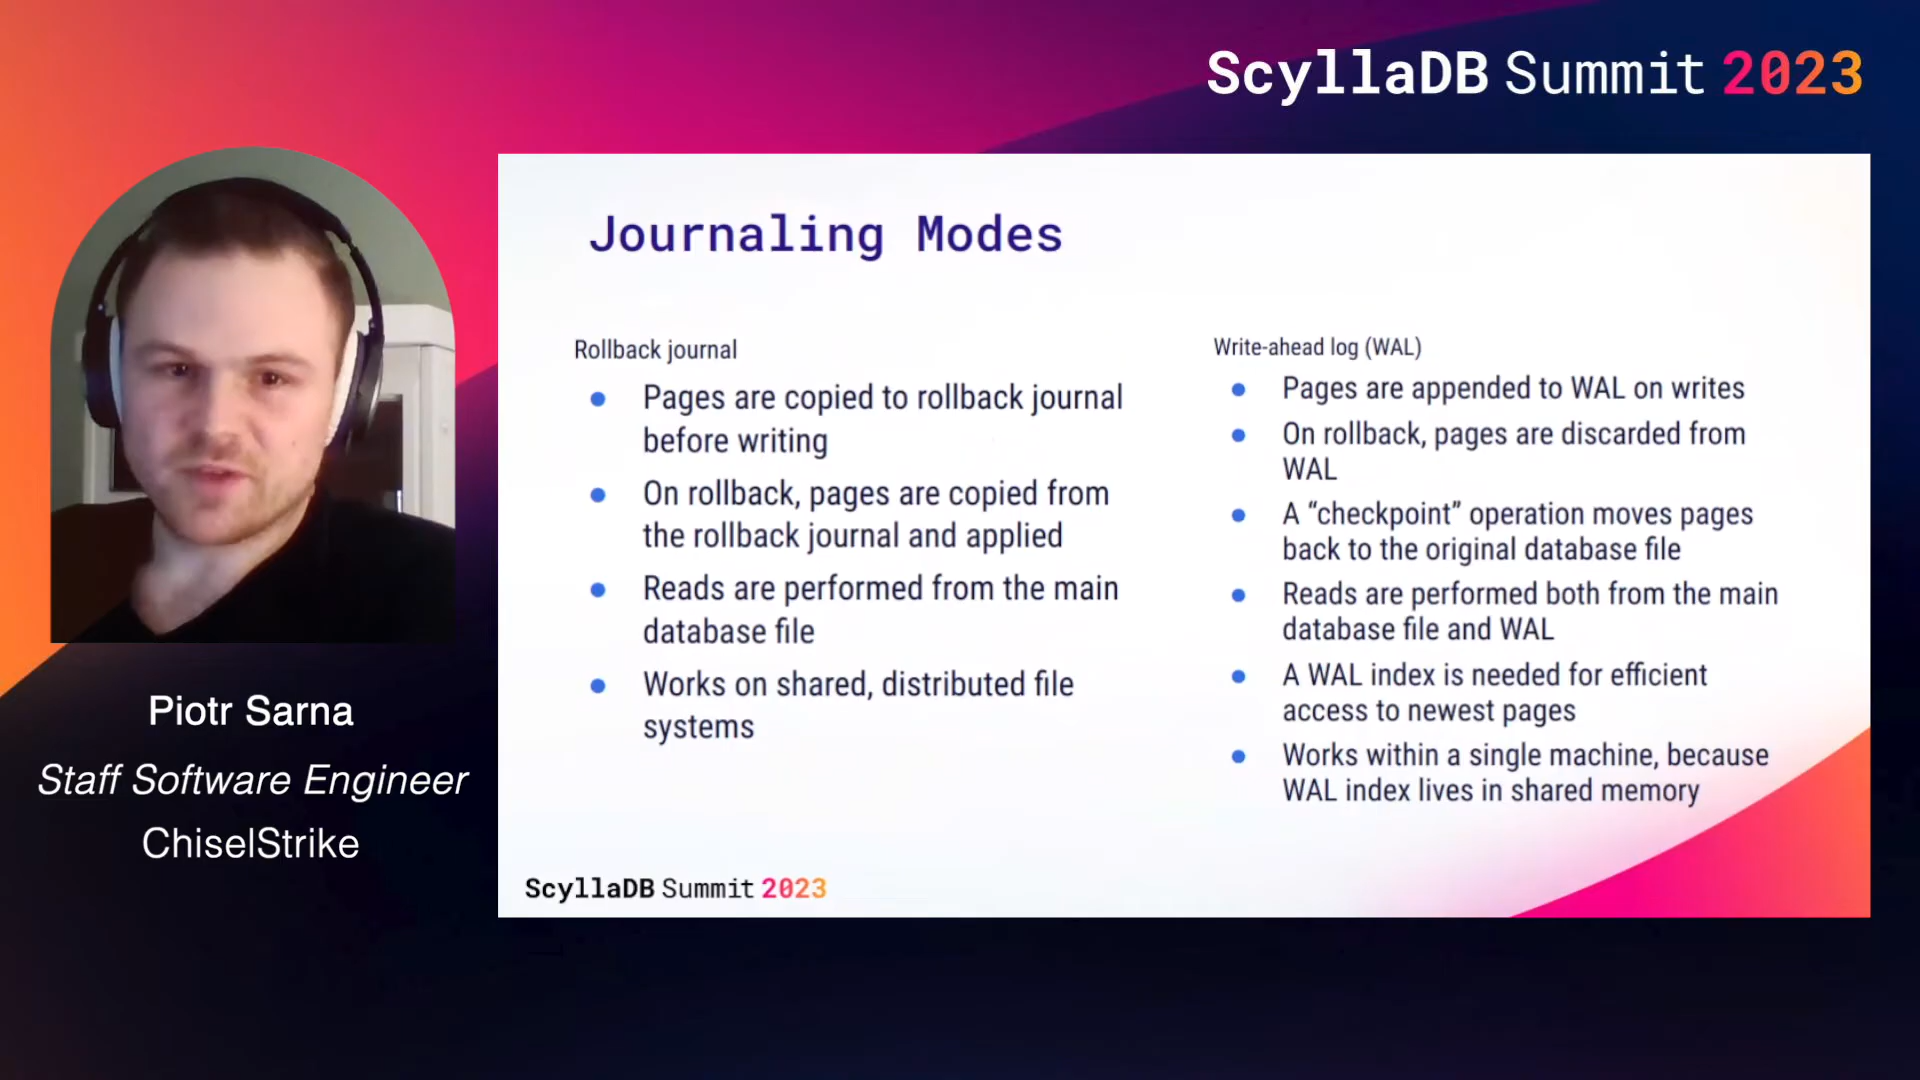 ScyllaDB Summit 2023
Journaling Modes
Rollback journal
● Pages are copied to rollback journal
before writing
● On rollback, pages are copied from
the rollback journal and applied
● Reads are performed from the main
database file
● Works on shared, distributed file
systems
Write-ahead log (WAL)
● Pages are appended to WAL on writes
● On rollback, pages are discarded from
WAL
● A “checkpoint” operation moves pages
back to the original database file
● Reads are performed both from the main
database file and WAL
● A WAL index is needed for efficient
access to newest pages
● Works within a single machine, because
WAL index lives in shared memory
ScyllaDB Summit 2023
Piotr Sarna
Staff Software Engineer
ChiselStrike